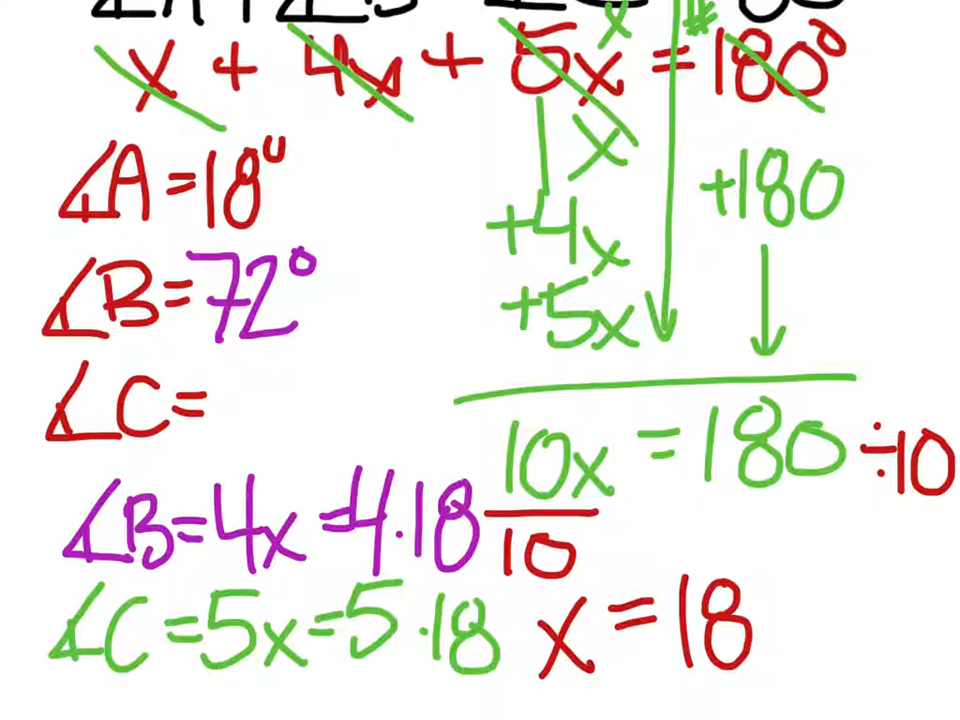 x + 4x + 5x = 180°
x
#
x
+4x
+5x
+180
∡A = 18°
∡B = 72°
∡C =
10x = 180 ÷10
10
∡B = 4x = 4·18
∡C = 5x = 5·18
x = 18